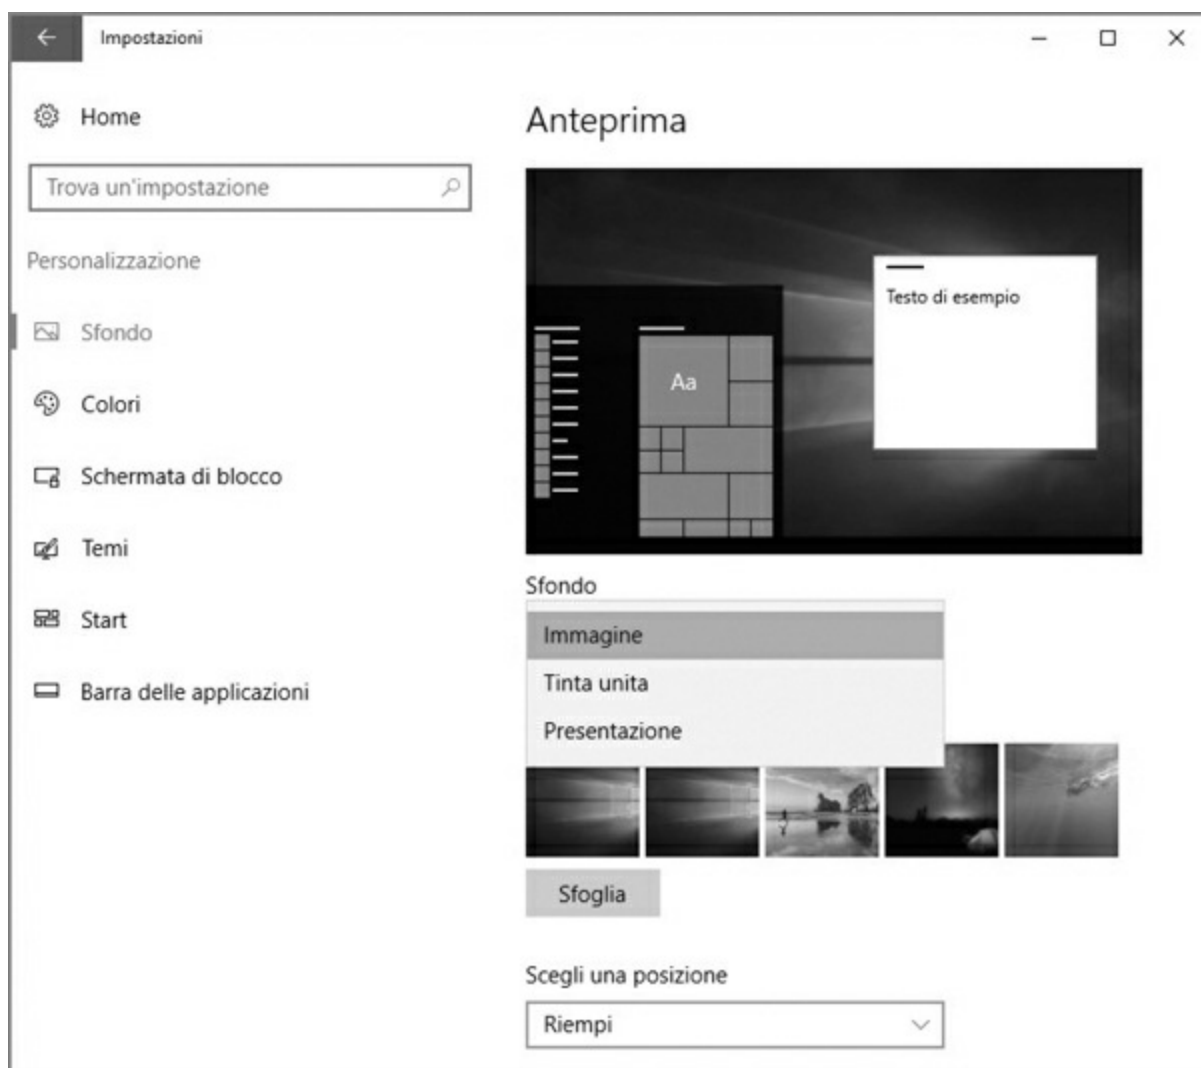 Impostazioni
Home
Trova un'impostazione
Personalizzazione
Sfondo
Colori
Schermata di blocco
Temi
Start
Barra delle applicazioni
Anteprima
Testo di esempio
Aa
Sfondo
Immagine
Tinta unita
Presentazione
Sfoglia
Scegli una posizione
Riempi